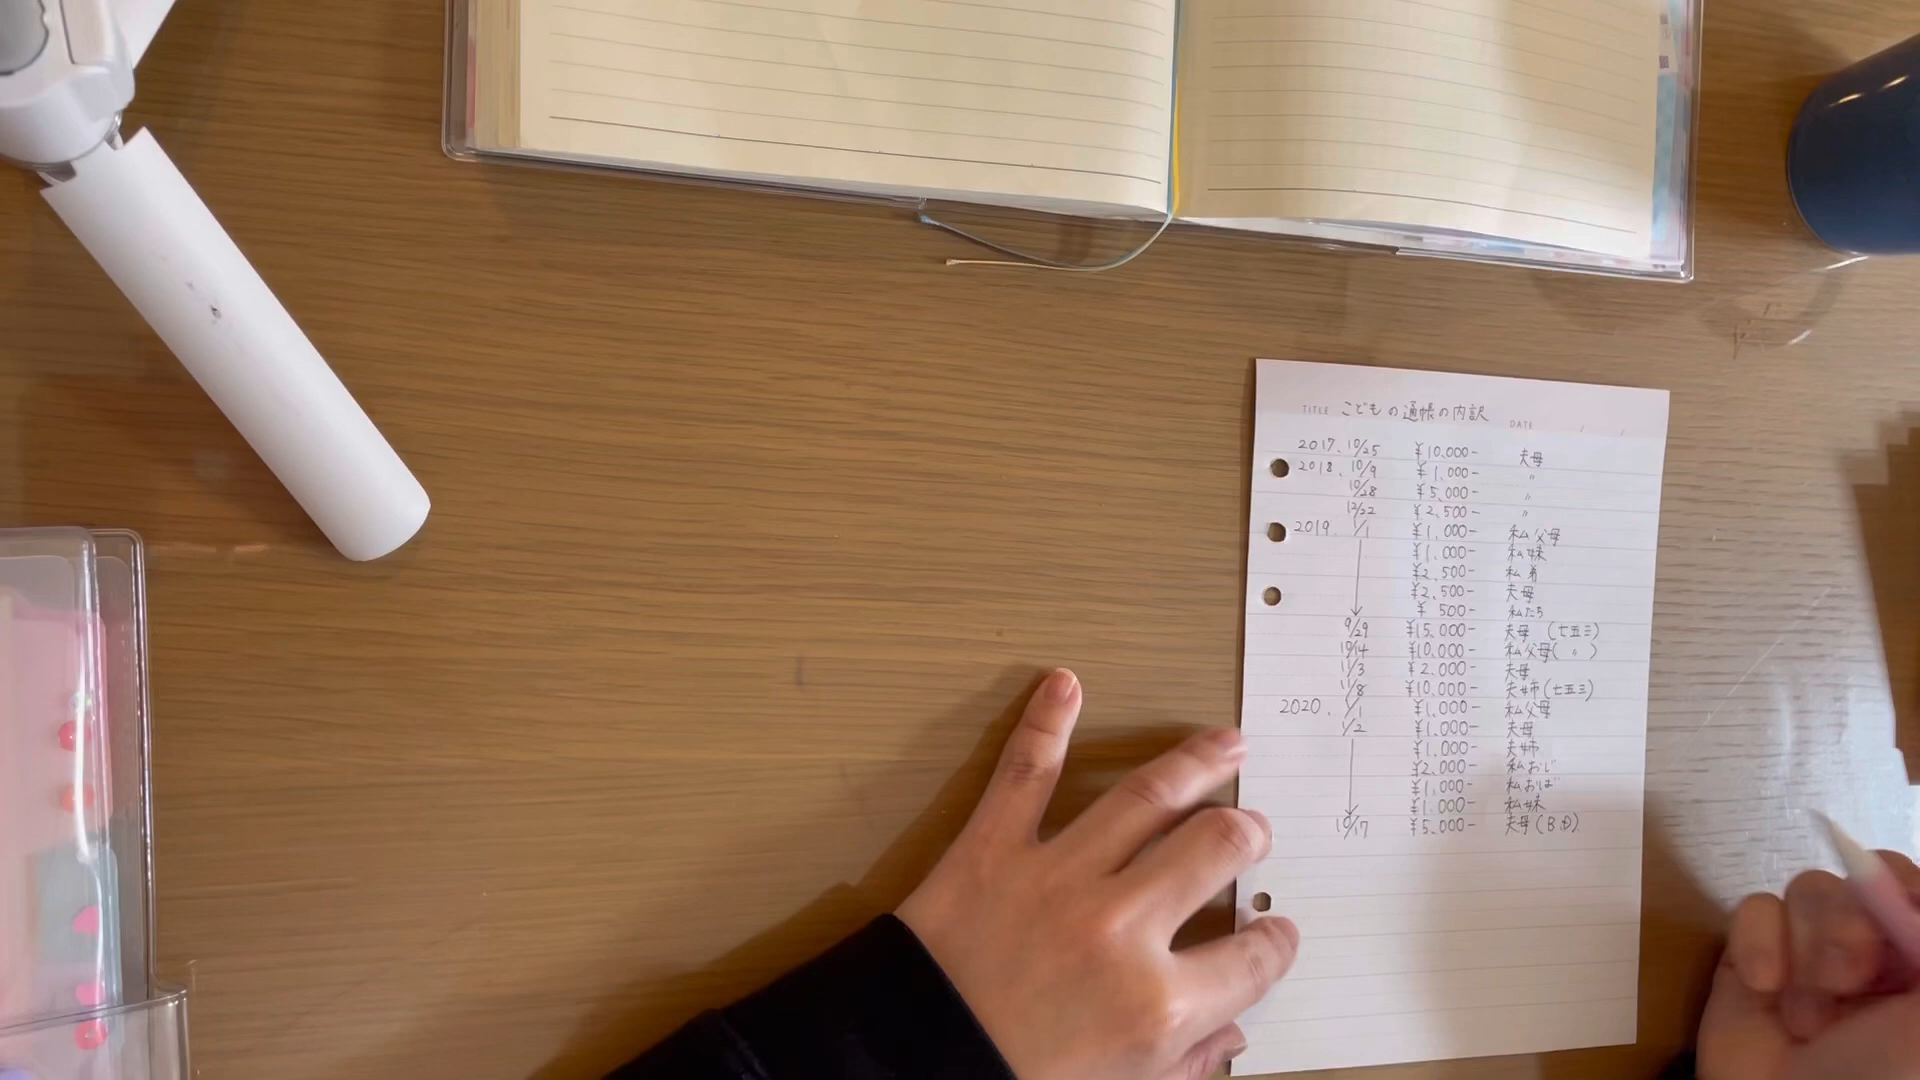 TITLE こどもの通帳の内訳 DATE / /
2017. 10/25 ¥10,000- 夫母
2018. 10/9 ¥1,000- 〃
10/28 ¥5,000- 〃
12/22 ¥2,500- 〃
2019. 1/1 ¥1,000- 私父母
¥1,000- 私妹
¥2,500- 私弟
¥2,500- 夫母
¥500- 私たち
9/29 ¥15,000- 夫母(七五三)
10/14 ¥10,000- 私父母(〃)
11/3 ¥2,000- 夫母
11/8 ¥10,000- 夫姉(七五三)
2020. 1/1 ¥1,000- 私父母
1/2 ¥1,000- 夫母
¥1,000- 夫姉
¥2,000- 私おじ
¥1,000- 私おば
¥1,000- 私妹
10/17 ¥5,000- 夫母(B.D)